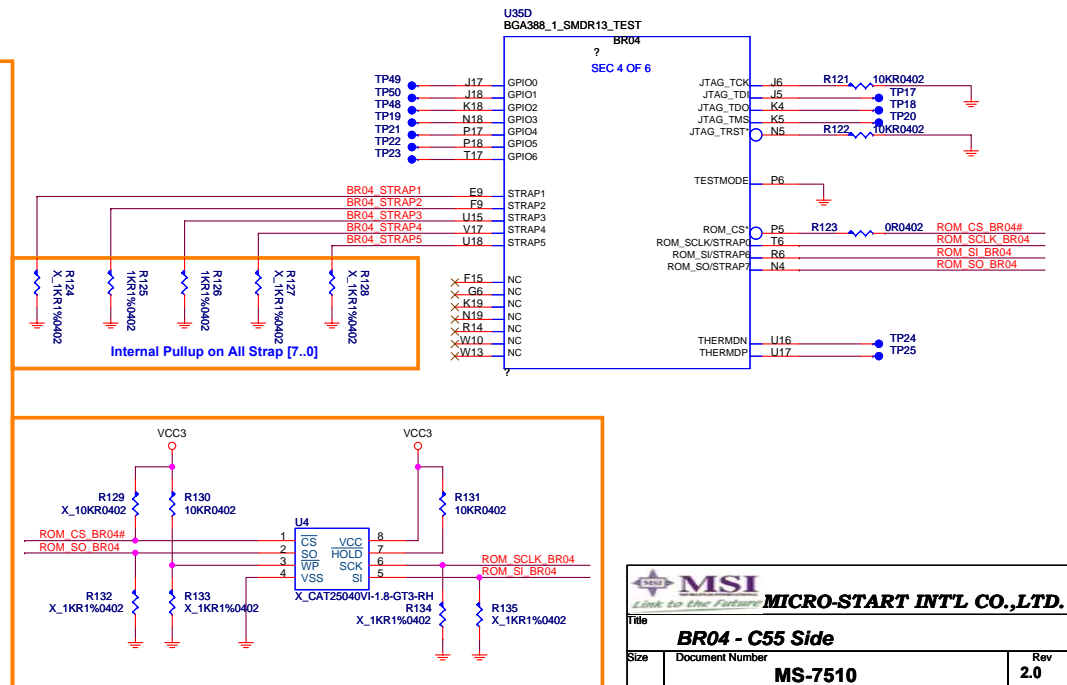 U35D
BGA388_1_SMDR13_TEST
BR04
?
SEC 4 OF 6
TP49 J17 GPIO0
TP50 J18 GPIO1
TP48 K18 GPIO2
TP19 N18 GPIO3
TP21 P17 GPIO4
TP22 P18 GPIO5
TP23 T17 GPIO6
JTAG_TCK J6 R121 10KR0402
JTAG_TDI J5 TP17
JTAG_TDO K4 TP18
JTAG_TMS K5 TP20
JTAG_TRST* N5 R122 10KR0402
TESTMODE P6
BR04_STRAP1 E9 STRAP1
BR04_STRAP2 F9 STRAP2
BR04_STRAP3 U15 STRAP3
BR04_STRAP4 V17 STRAP4
BR04_STRAP5 U18 STRAP5
ROM_CS* P5 R123 0R0402 ROM_CS_BR04#
ROM_SCLK/STRAP0 T6 ROM_SCLK_BR04
ROM_SI/STRAP6 R6 ROM_SI_BR04
ROM_SO/STRAP7 N4 ROM_SO_BR04
F15 NC
G6 NC
K19 NC
N19 NC
R14 NC
W10 NC
W13 NC
THERMDN U16 TP24
THERMDP U17 TP25
?
R124 X_1KR1%0402
R125 1KR1%0402
R126 1KR1%0402
R127 X_1KR1%0402
R128 X_1KR1%0402
Internal Pullup on All Strap [7..0]
VCC3
VCC3
R129 X_10KR0402
R130 10KR0402
R131 10KR0402
ROM_CS_BR04#
ROM_SO_BR04
U4
1 CS VCC 8
2 SO HOLD 7
3 WP SCK 6
4 VSS SI 5
X_CAT25040VI-1.8-GT3-RH
ROM_SCLK_BR04
ROM_SI_BR04
R132 X_1KR1%0402
R133 X_1KR1%0402
R134 X_1KR1%0402
R135 X_1KR1%0402
MSI
MSI
Link to the Future
MICRO-START INT'L CO.,LTD.
Title
BR04 - C55 Side
Size Document Number Rev
MS-7510 2.0